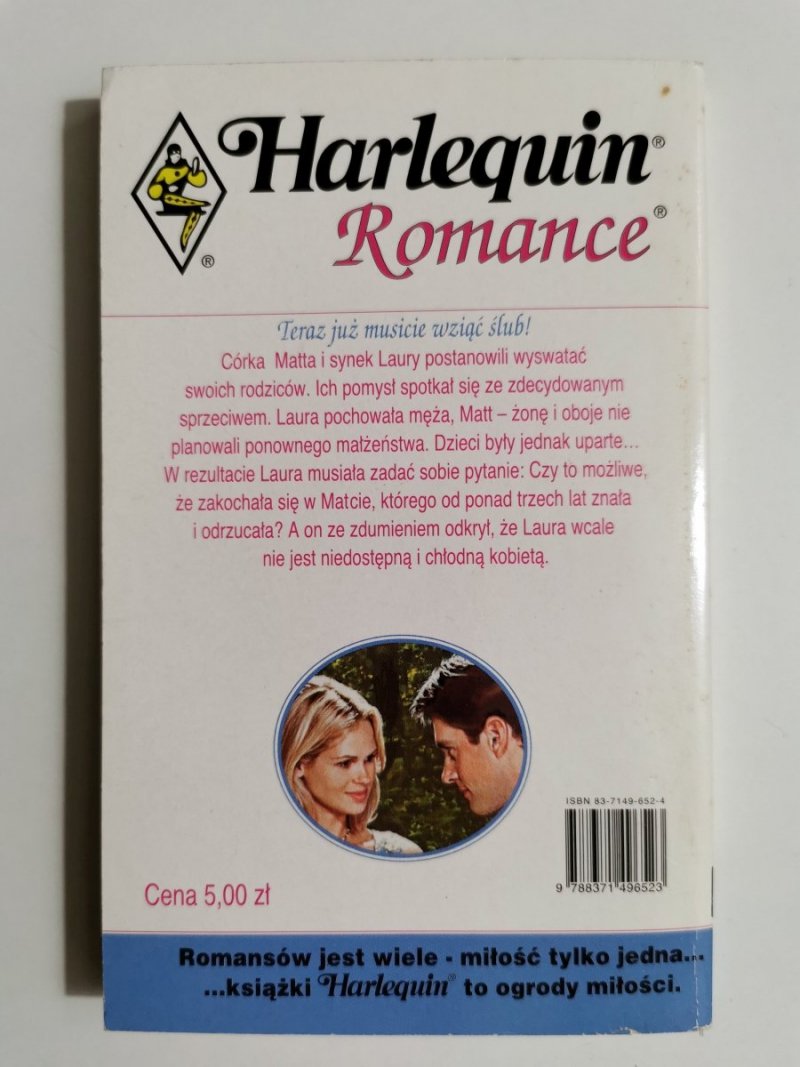 Harlequin®
Romance®
®
Teraz już musicie wziąć ślub!
Córka Matta i synek Laury postanowili wyswatać
swoich rodziców. Ich pomysł spotkał się ze zdecydowanym
sprzeciwem. Laura pochowała męża, Matt – żonę i oboje nie
planowali ponownego małżeństwa. Dzieci były jednak uparte...
W rezultacie Laura musiała zadać sobie pytanie: Czy to możliwe,
że zakochała się w Matcie, którego od ponad trzech lat znała
i odrzucała? A on ze zdumieniem odkrył, że Laura wcale
nie jest niedostępną i chłodną kobietą.
ISBN 83-7149-652-4
9 788371 496523
Cena 5,00 zł
Romansów jest wiele - miłość tylko jedna...
...książki Harlequin® to ogrody miłości.